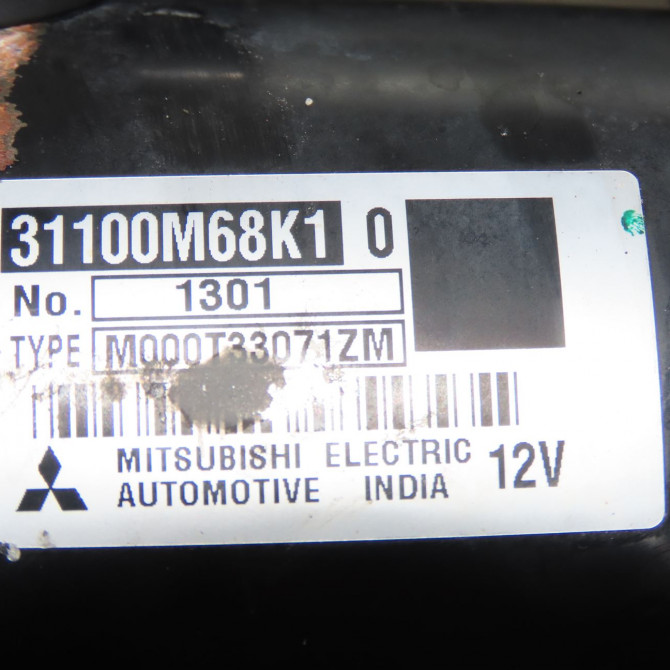 31100M68K1 0
No. 1301
TYPE M000T33071ZM
MITSUBISHI ELECTRIC
AUTOMOTIVE INDIA 12V